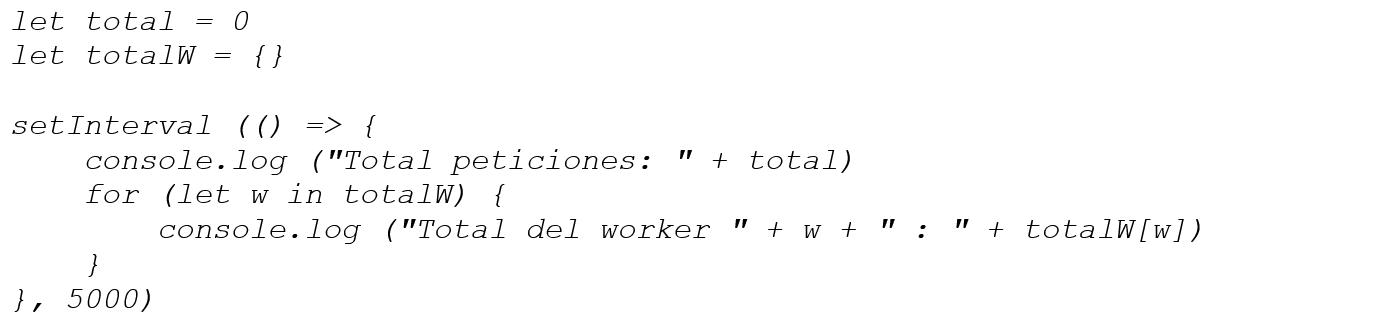 let total = 0
let totalW = {}

setInterval (() => {
    console.log ("Total peticiones: " + total)
    for (let w in totalW) {
        console.log ("Total del worker " + w + " : " + totalW[w])
    }
}, 5000)